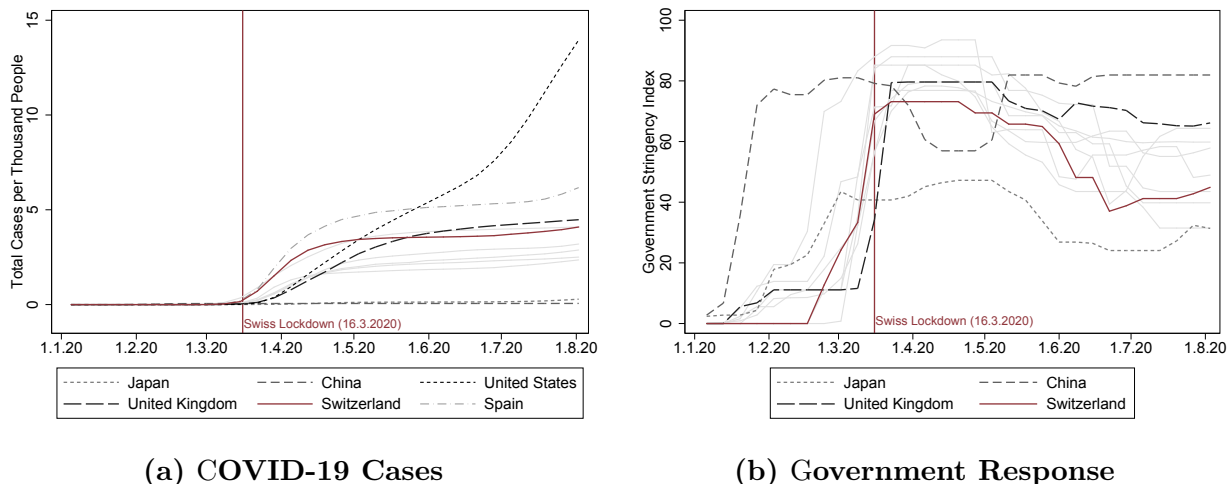 Total Cases per Thousand People
15
10
5
0
Swiss Lockdown (16.3.2020)
1.1.20 1.2.20 1.3.20 1.4.20 1.5.20 1.6.20 1.7.20 1.8.20
Japan China United States
United Kingdom Switzerland Spain
(a) COVID-19 Cases
Government Stringency Index
100
80
60
40
20
0
Swiss Lockdown (16.3.2020)
1.1.20 1.2.20 1.3.20 1.4.20 1.5.20 1.6.20 1.7.20 1.8.20
Japan China
United Kingdom Switzerland
(b) Government Response